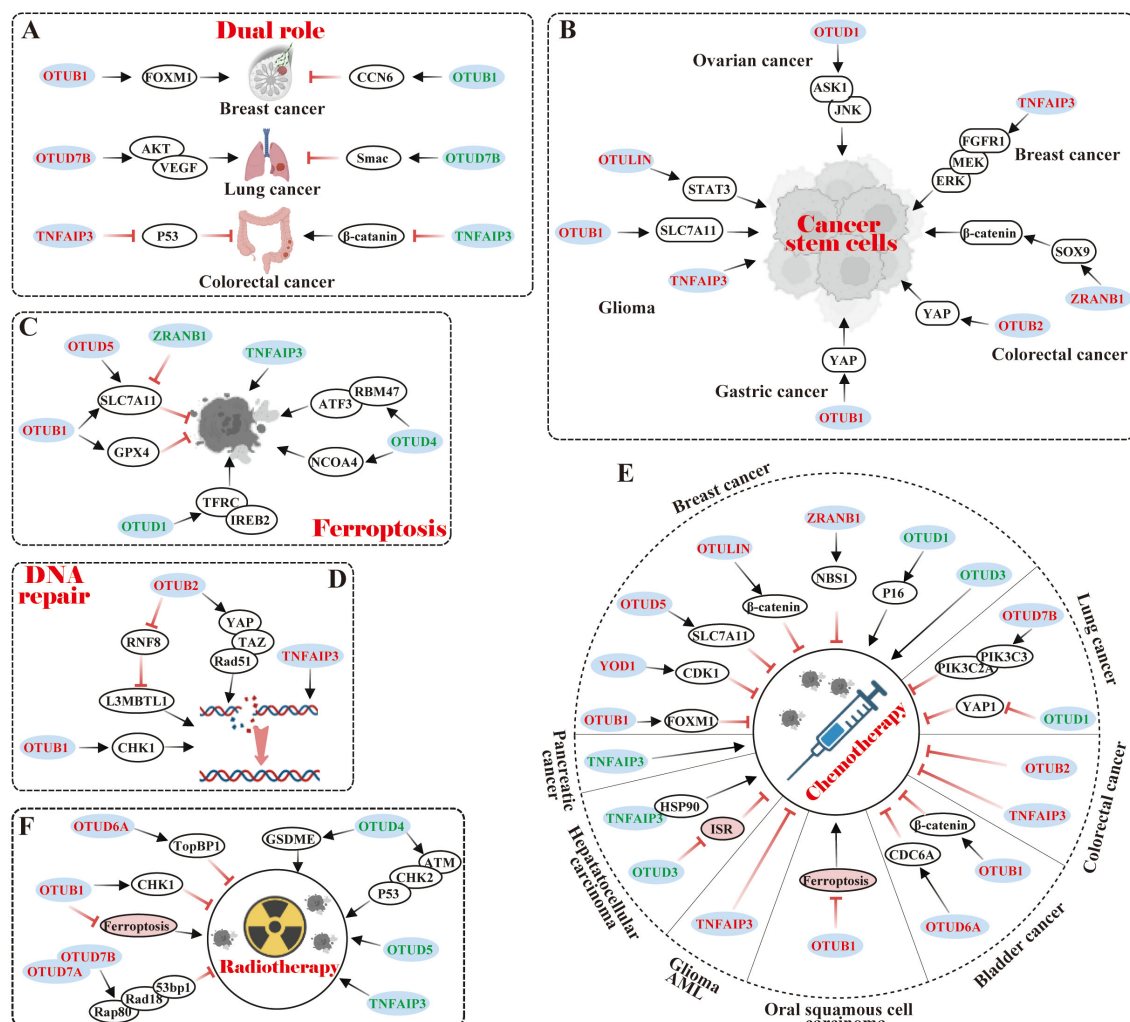 A
Dual role
OTUB1
FOXM1
CCN6
OTUB1
Breast cancer
OTUD7B
AKT
VEGF
Smac
OTUD7B
Lung cancer
TNFAIP3
P53
β-catanin
TNFAIP3
Colorectal cancer
B
OTUD1
Ovarian cancer
ASK1
JNK
TNFAIP3
FGFR1
MEK
ERK
Breast cancer
OTULIN
STAT3
OTUB1
SLC7A11
TNFAIP3
Glioma
Cancer
stem cells
β-catenin
SOX9
ZRANB1
YAP
OTUB2
Colorectal cancer
YAP
Gastric cancer
OTUB1
C
OTUD5
ZRANB1
TNFAIP3
SLC7A11
OTUB1
GPX4
RBM47
ATF3
OTUD4
NCOA4
TFRC
IREB2
OTUD1
Ferroptosis
DNA
repair
D
OTUB2
RNF8
YAP
TAZ
Rad51
TNFAIP3
L3MBTL1
OTUB1
CHK1
E
Breast cancer
ZRANB1
OTULIN
NBS1
OTUD1
P16
OTUD3
β-catenin
OTUD5
SLC7A11
YOD1
CDK1
OTUB1
FOXM1
Lung cancer
OTUD7B
PIK3C3
PIK3C2A
YAP1
OTUD1
Chemotherapy
Colorectal cancer
OTUB2
TNFAIP3
Bladder cancer
β-catenin
OTUB1
CDC6A
OTUD6A
Oral squamous cell
carcinoma
Ferroptosis
OTUB1
Glioma
AML
TNFAIP3
Hepatatocellular
carcinoma
HSP90
TNFAIP3
ISR
OTUD3
Pancreatic
cancer
TNFAIP3
F
OTUD6A
TopBP1
OTUB1
CHK1
Ferroptosis
OTUD7B
OTUD7A
53bp1
Rad18
Rap80
GSDME
OTUD4
ATM
CHK2
P53
OTUD5
TNFAIP3
Radiotherapy